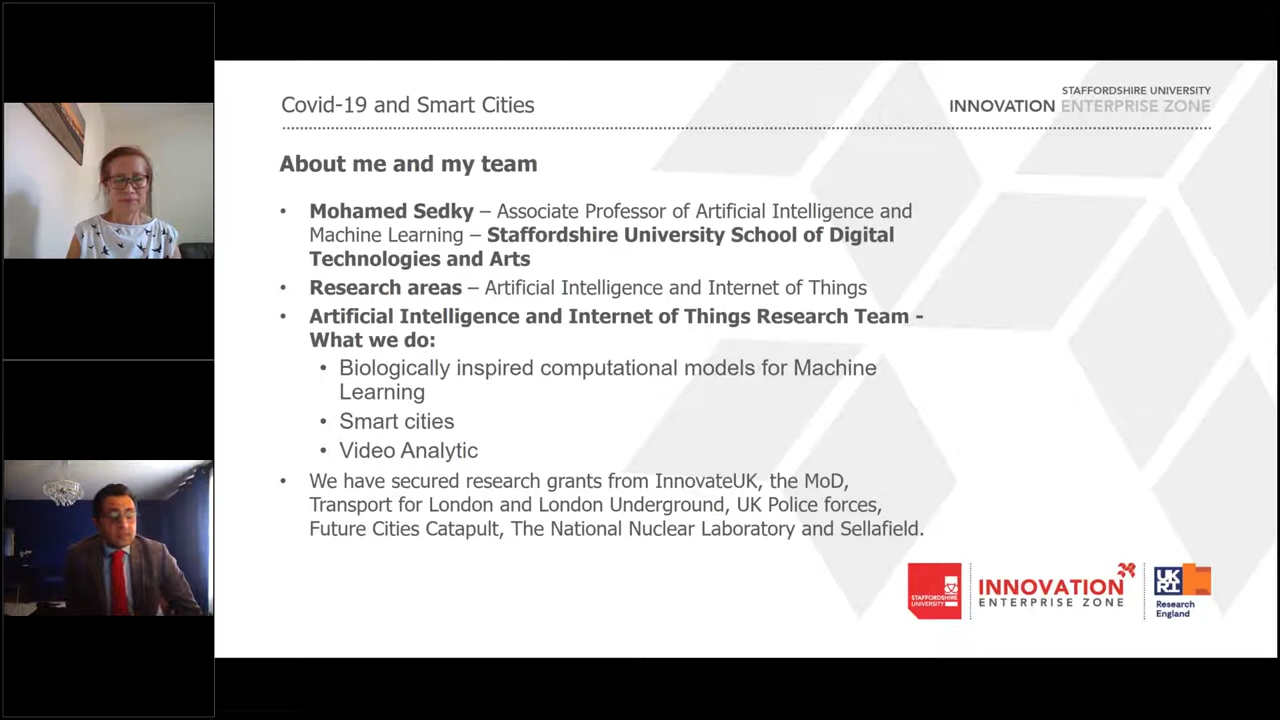 Covid-19 and Smart Cities
STAFFORDSHIRE UNIVERSITY
INNOVATION ENTERPRISE ZONE
About me and my team
• Mohamed Sedky – Associate Professor of Artificial Intelligence and
Machine Learning – Staffordshire University School of Digital
Technologies and Arts
• Research areas – Artificial Intelligence and Internet of Things
• Artificial Intelligence and Internet of Things Research Team -
What we do:
• Biologically inspired computational models for Machine
Learning
• Smart cities
• Video Analytic
• We have secured research grants from InnovateUK, the MoD,
Transport for London and London Underground, UK Police forces,
Future Cities Catapult, The National Nuclear Laboratory and Sellafield.
STAFFORDSHIRE
UNIVERSITY
INNOVATION
ENTERPRISE ZONE
UK
RI
Research
England